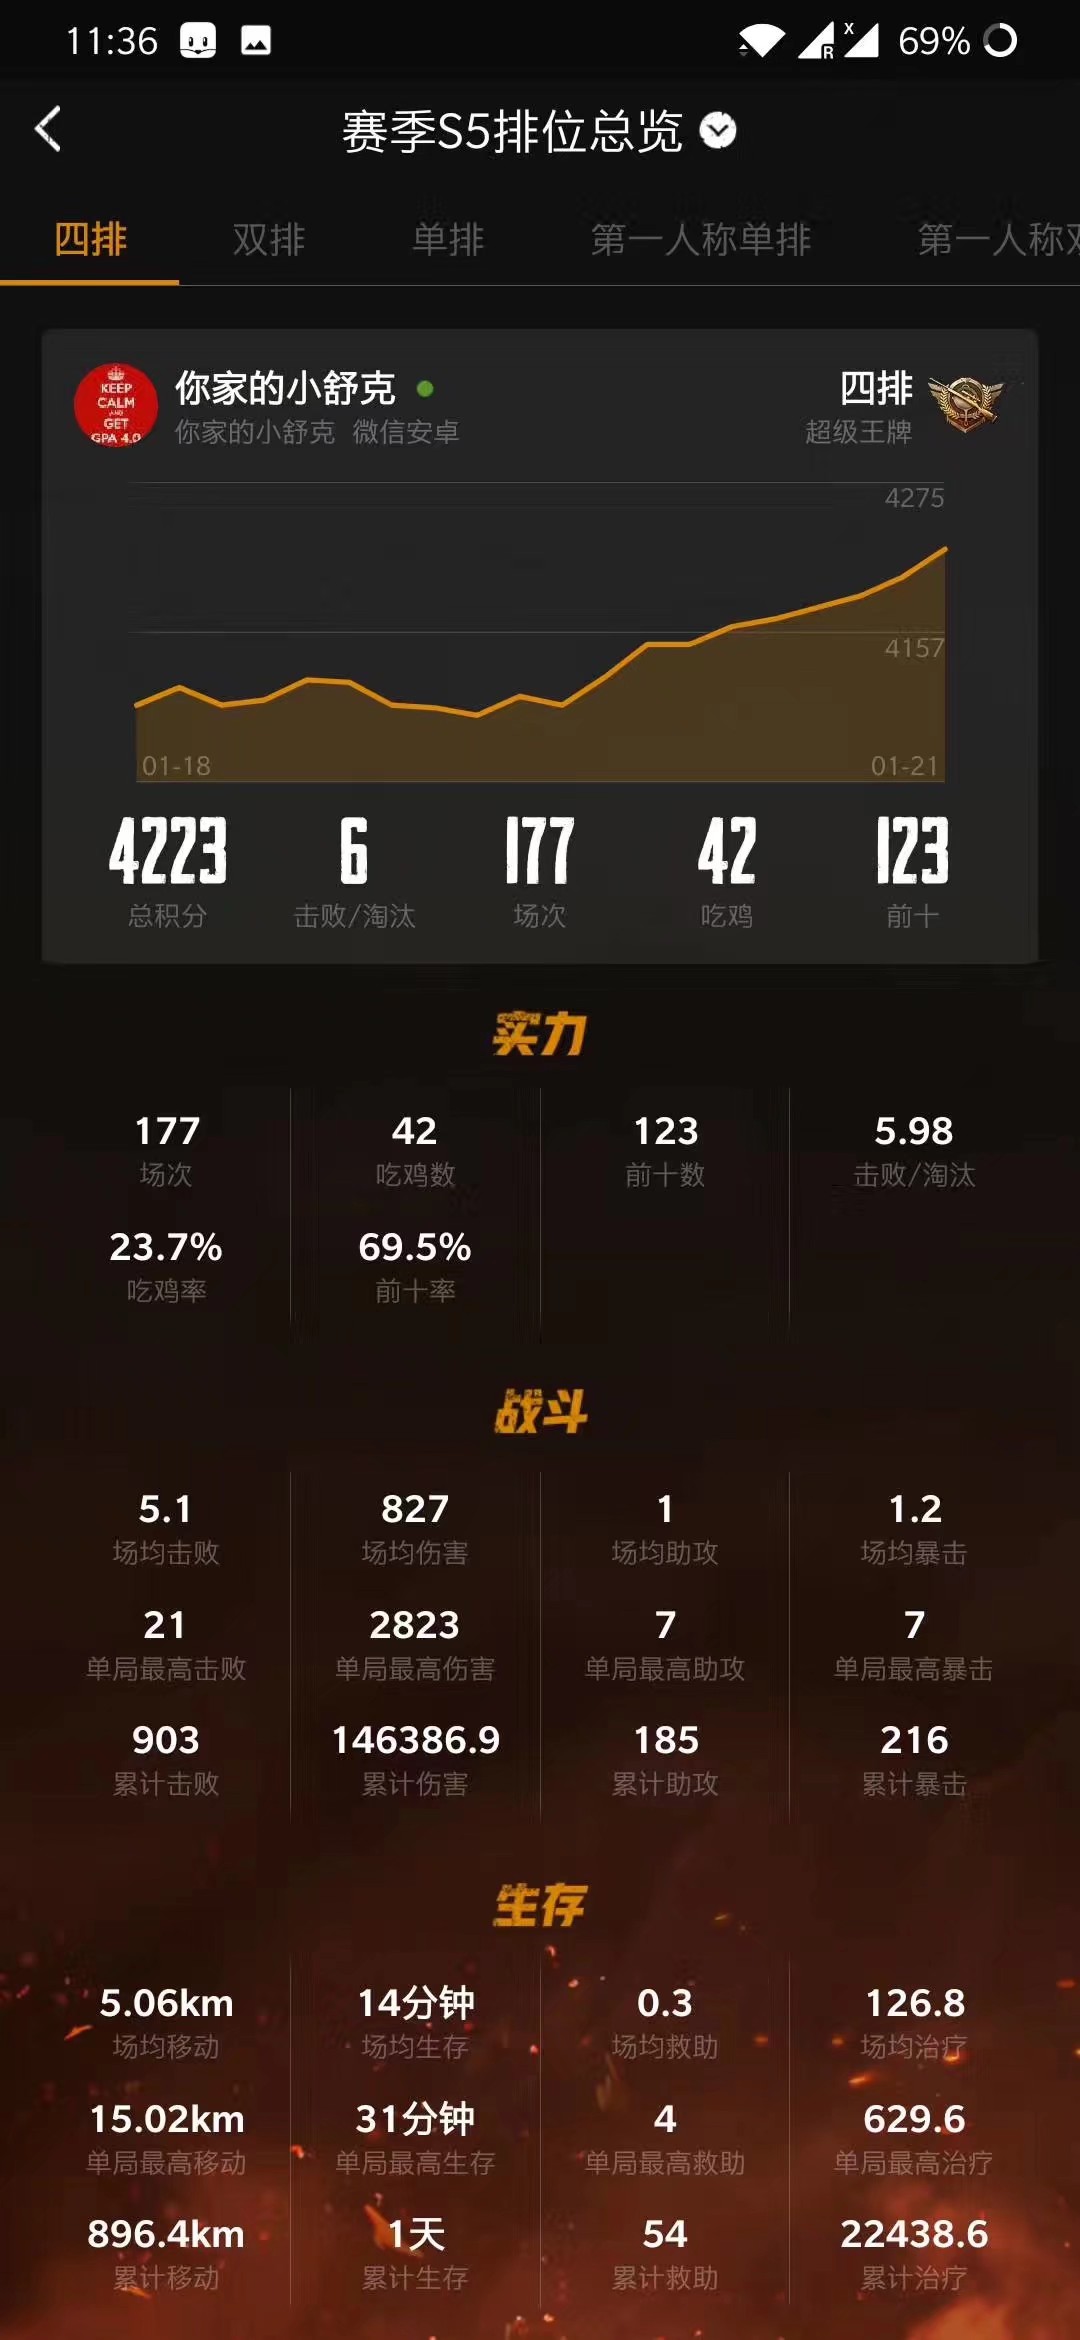 11:36
R
x
69%
赛季S5排位总览
四排 双排 单排 第一人称单排 第一人称双
KEEP
CALM
AND
GET
GPA 4.0
你家的小舒克
四排
你家的小舒克 微信安卓
超级王牌
4275
4157
01-18
01-21
4223 6 177 42 123
总积分 击败/淘汰 场次 吃鸡 前十
实力
177 42 123 5.98
场次 吃鸡数 前十数 击败/淘汰
23.7% 69.5%
吃鸡率 前十率
战斗
5.1 827 1 1.2
场均击败 场均伤害 场均助攻 场均暴击
21 2823 7 7
单局最高击败 单局最高伤害 单局最高助攻 单局最高暴击
903 146386.9 185 216
累计击败 累计伤害 累计助攻 累计暴击
生存
5.06km 14分钟 0.3 126.8
场均移动 场均生存 场均救助 场均治疗
15.02km 31分钟 4 629.6
单局最高移动 单局最高生存 单局最高救助 单局最高治疗
896.4km 1天 54 22438.6
累计移动 累计生存 累计救助 累计治疗